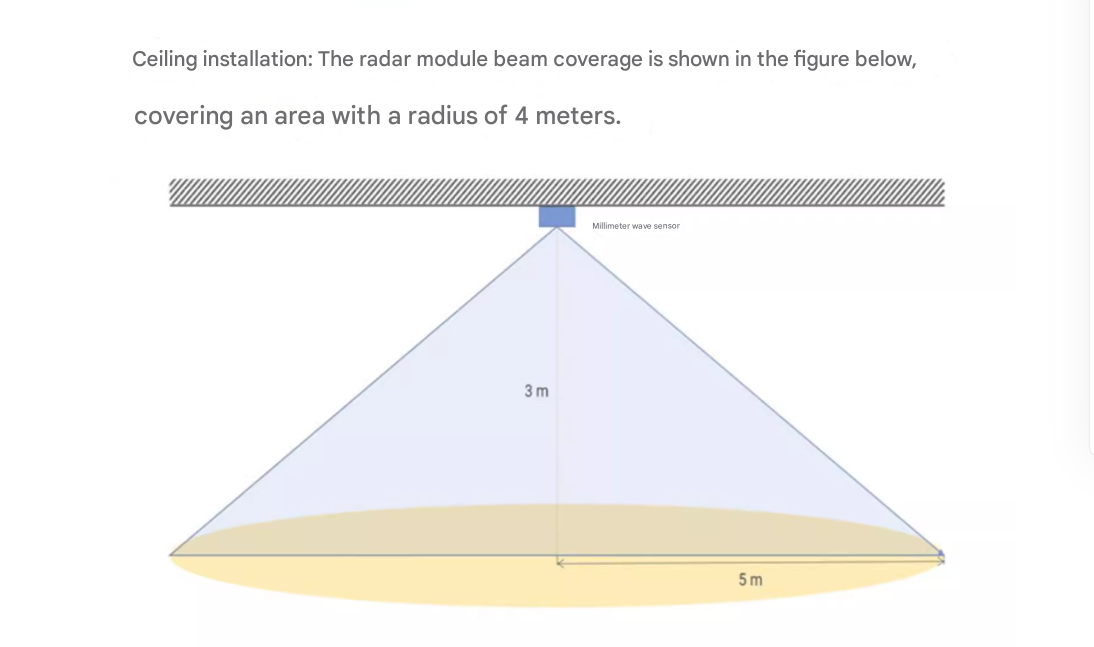 Ceiling installation: The radar module beam coverage is shown in the figure below,
covering an area with a radius of 4 meters.
Millimeter wave sensor
3 m
5 m